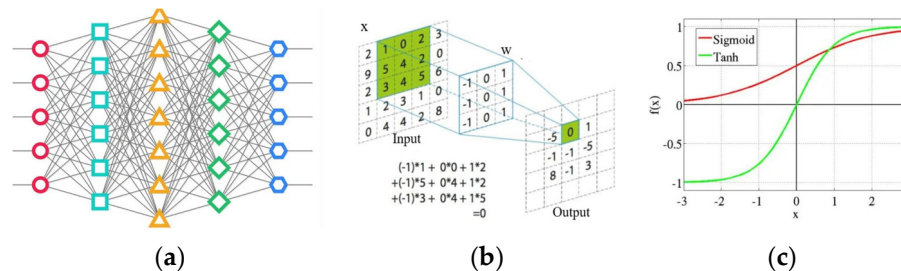 x
2 1 0 2 3
9 5 4 2 0
2 3 4 5 6
1 2 3 1 0
0 4 4 2 8
Input
w
-1 0 1
-1 0 1
-1 0 1
-5 0 1
-1 -1 -5
8 -1 3
Output
(-1)*1 + 0*0 + 1*2
+(-1)*5 + 0*4 + 1*2
+(-1)*3 + 0*4 + 1*5
=0
Sigmoid
Tanh
f(x)
1
0.5
0
-0.5
-1
-3 -2 -1 0 1 2
x
(a) (b) (c)